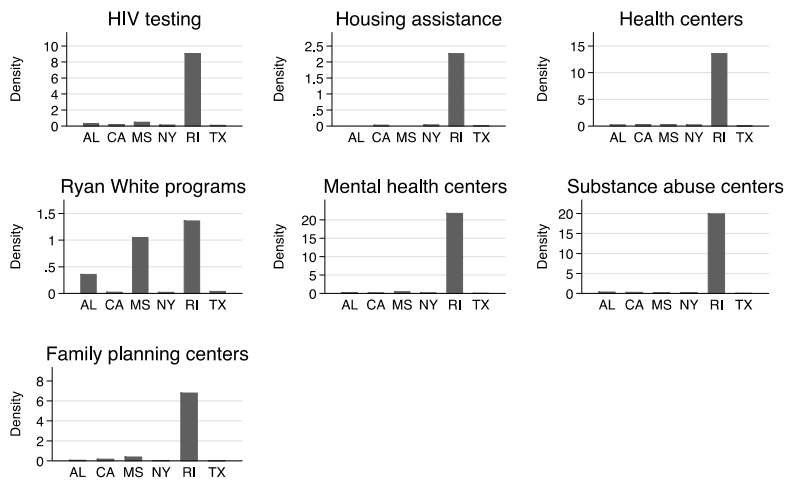 HIV testing
Density
10
8
6
4
2
0
AL CA MS NY RI TX
Housing assistance
Density
2.5
2
1.5
1
.5
0
AL CA MS NY RI TX
Health centers
Density
15
10
5
0
AL CA MS NY RI TX
Ryan White programs
Density
1.5
1
.5
0
AL CA MS NY RI TX
Mental health centers
Density
20
15
10
5
0
AL CA MS NY RI TX
Substance abuse centers
Density
20
15
10
5
0
AL CA MS NY RI TX
Family planning centers
Density
8
6
4
2
0
AL CA MS NY RI TX